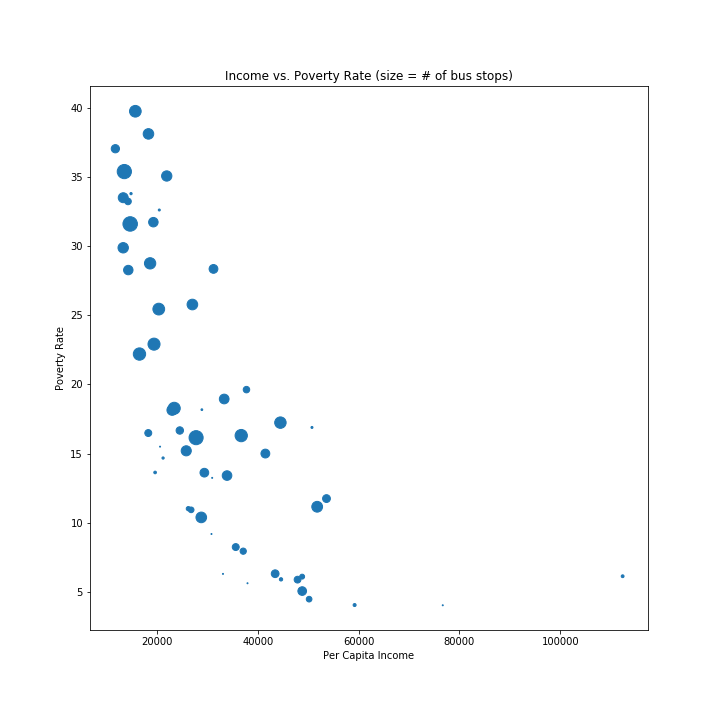 Income vs. Poverty Rate (size = # of bus stops)
40
35
30
25
20
15
10
5
Poverty Rate
20000 40000 60000 80000 100000
Per Capita Income